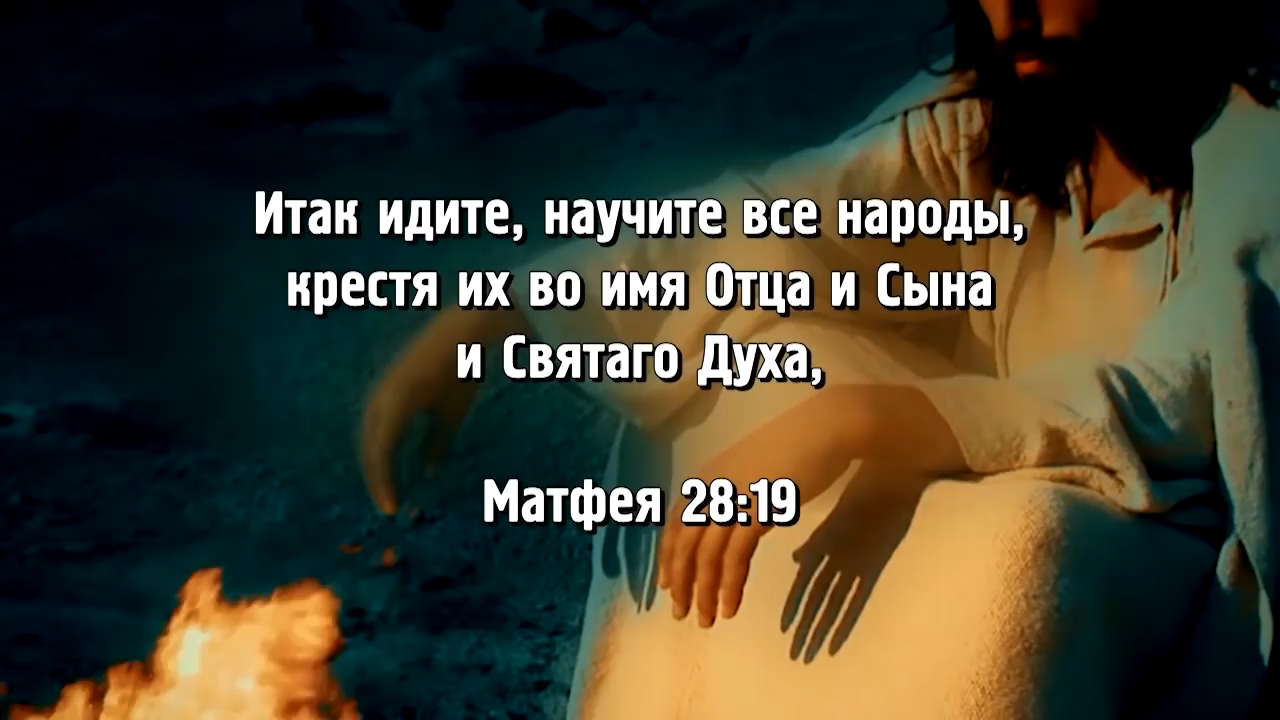 Итак идите, научите все народы,
крестя их во имя Отца и Сына
и Святаго Духа,
Матфея 28:19